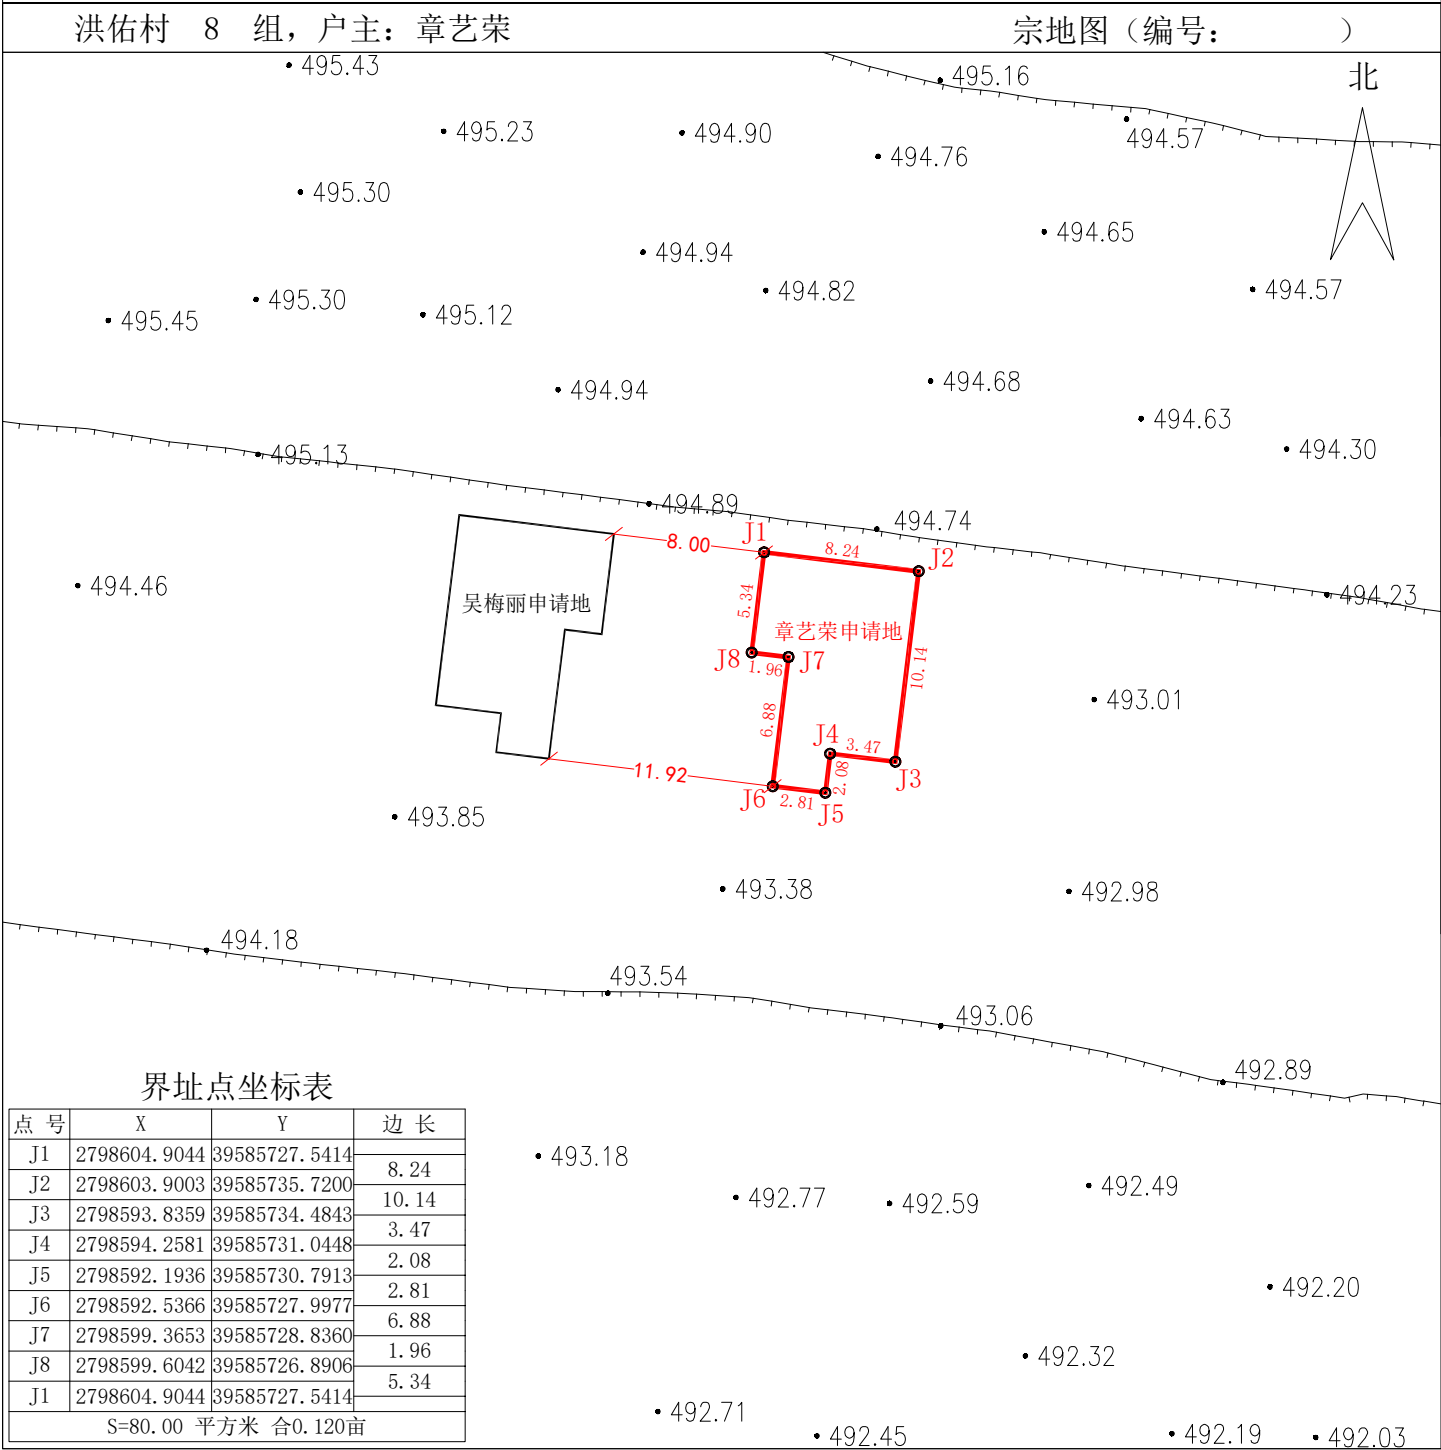 洪佑村 8 组，户主：章艺荣 宗地图（编号： ）
495.43
495.16
北
495.23
494.90
494.57
494.76
495.30
494.65
494.94
494.82
494.57
495.30
495.12
495.45
494.68
494.94
494.63
494.30
495.13
494.89
494.74
J1
8.00
8.24
J2
494.46
5.34
494.23
吴梅丽申请地
章艺荣申请地
J8
1.96
J7
10.14
493.01
6.88
J4
3.47
11.92
2.08
J3
J6
2.81
J5
493.85
493.38
492.98
494.18
493.54
493.06
492.89
界址点坐标表
点 号 X Y 边 长
J1 2798604.9044 39585727.5414
8.24
J2 2798603.9003 39585735.7200
10.14
J3 2798593.8359 39585734.4843
3.47
J4 2798594.2581 39585731.0448
2.08
J5 2798592.1936 39585730.7913
2.81
J6 2798592.5366 39585727.9977
6.88
J7 2798599.3653 39585728.8360
1.96
J8 2798599.6042 39585726.8906
5.34
J1 2798604.9044 39585727.5414
S=80.00 平方米 合0.120亩
493.18
492.77
492.59
492.49
492.20
492.32
492.71
492.45
492.19
492.03